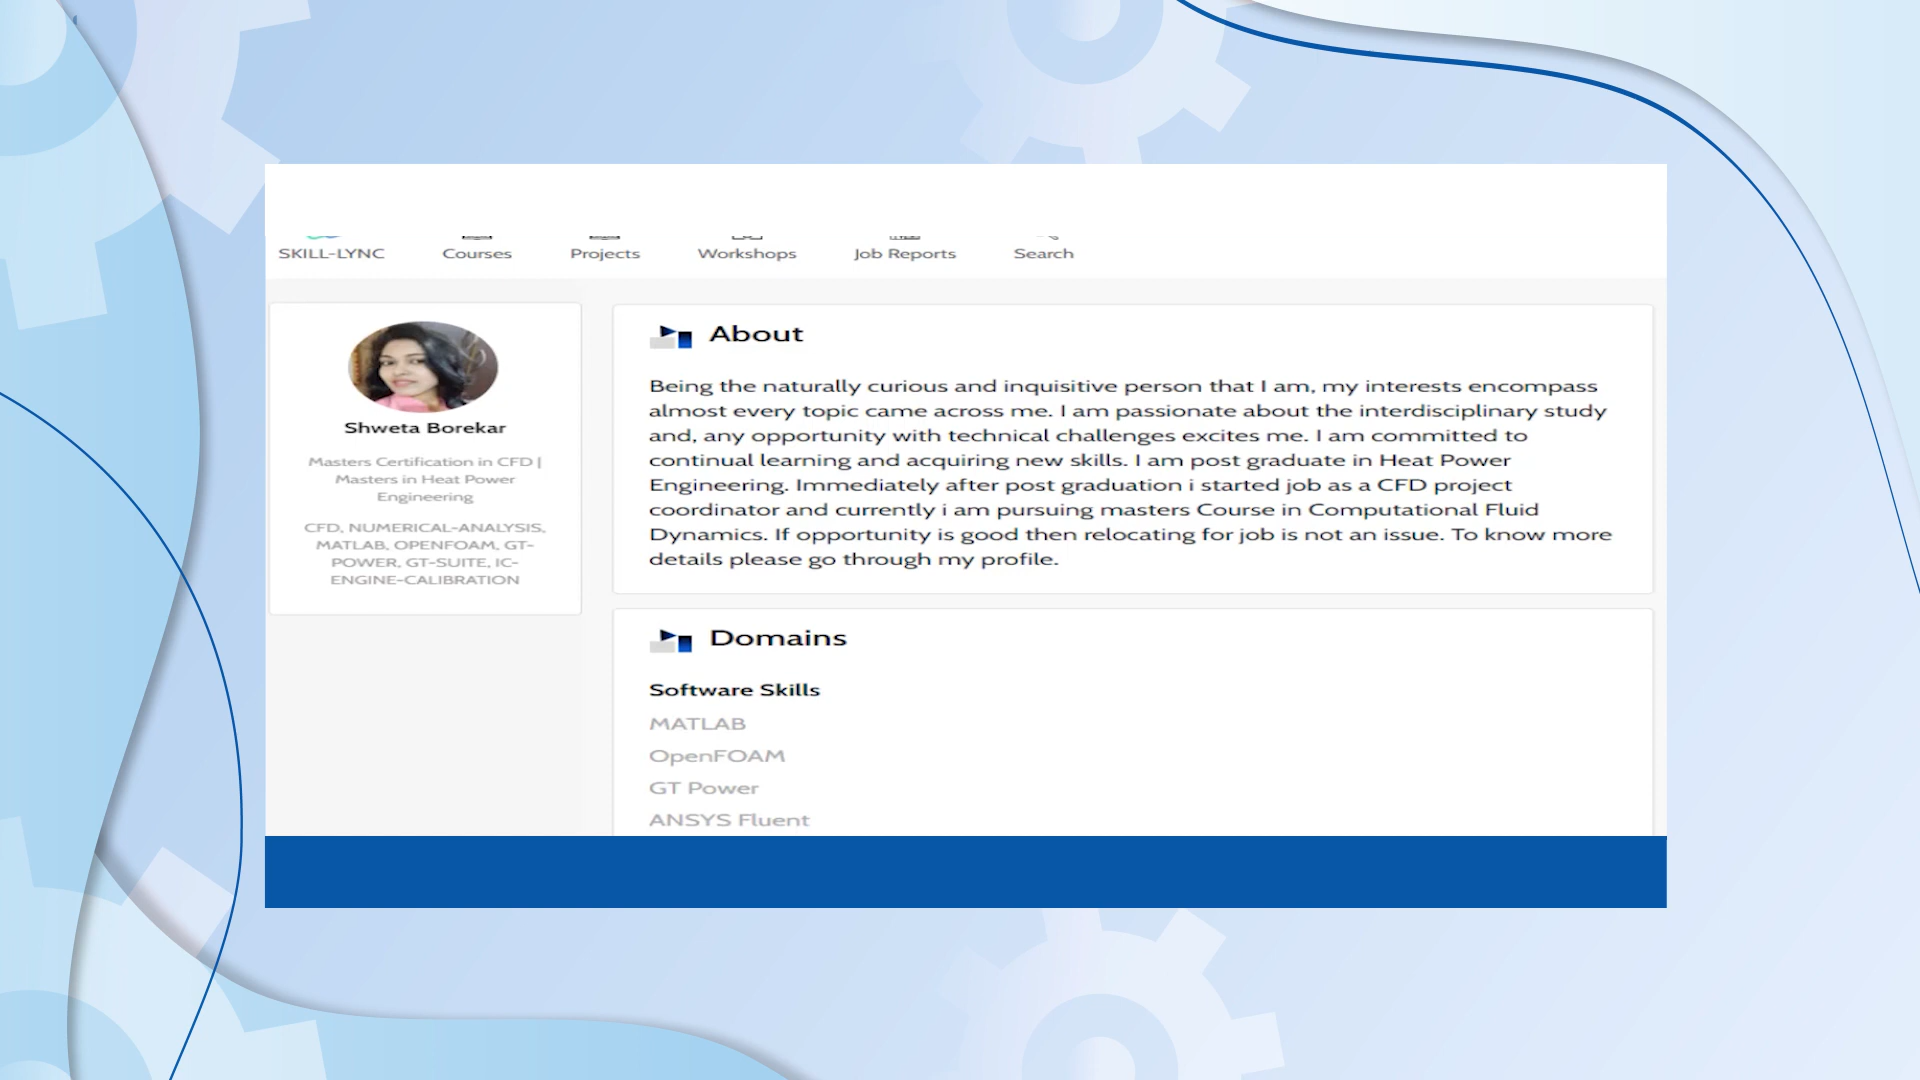 SKILL-LYNC Courses Projects Workshops Job Reports Search
Shweta Borekar
Masters Certification in CFD |
Masters in Heat Power
Engineering
CFD, NUMERICAL-ANALYSIS,
MATLAB, OPENFOAM, GT-
POWER, GT-SUITE, IC-
ENGINE-CALIBRATION
About
Being the naturally curious and inquisitive person that I am, my interests encompass
almost every topic came across me. I am passionate about the interdisciplinary study
and, any opportunity with technical challenges excites me. I am committed to
continual learning and acquiring new skills. I am post graduate in Heat Power
Engineering. Immediately after post graduation i started job as a CFD project
coordinator and currently i am pursuing masters Course in Computational Fluid
Dynamics. If opportunity is good then relocating for job is not an issue. To know more
details please go through my profile.
Domains
Software Skills
MATLAB
OpenFOAM
GT Power
ANSYS Fluent